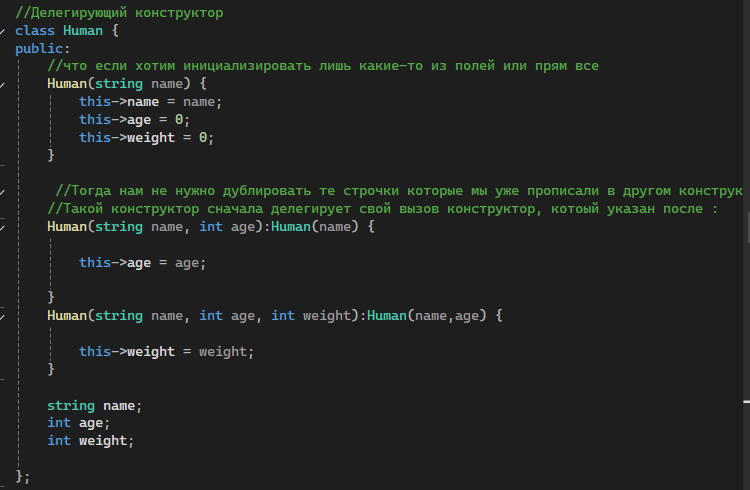 //Делегирующий конструктор
class Human {
public:
//что если хотим инициализировать лишь какие-то из полей или прям все
Human(string name) {
this->name = name;
this->age = 0;
this->weight = 0;
}
//Тогда нам не нужно дублировать те строчки которые мы уже прописали в другом конструк
//Такой конструктор сначала делегирует свой вызов конструктор, котоый указан после :
Human(string name, int age):Human(name) {
this->age = age;
}
Human(string name, int age, int weight):Human(name,age) {
this->weight = weight;
}
string name;
int age;
int weight;
};